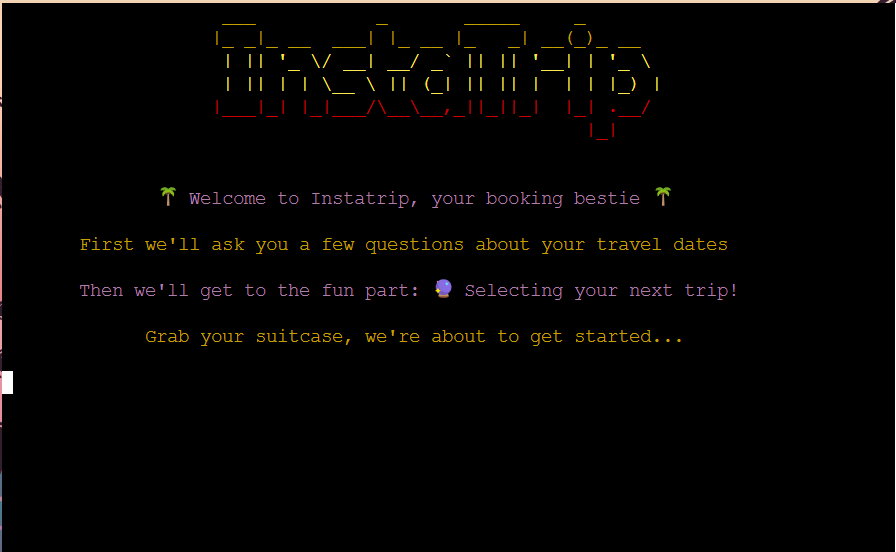 InstaTrip
🌴 Welcome to Instatrip, your booking bestie 🌴
First we'll ask you a few questions about your travel dates
Then we'll get to the fun part: 🔮 Selecting your next trip!
Grab your suitcase, we're about to get started...